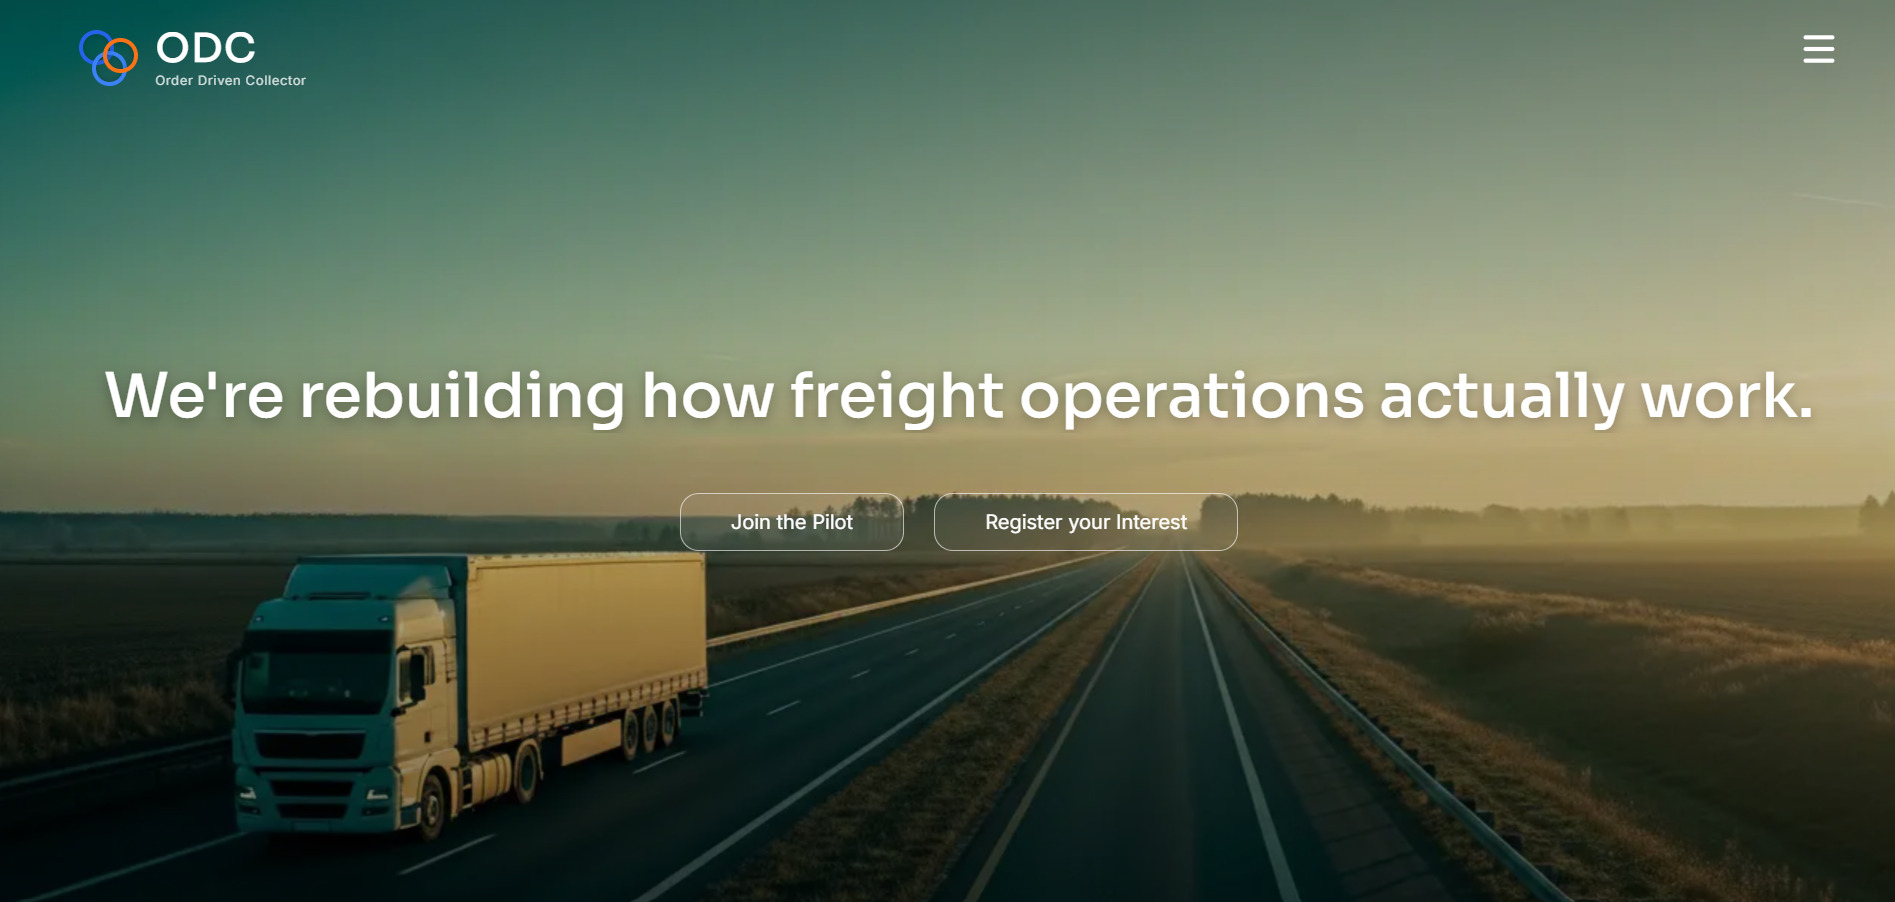 ODC
Order Driven Collector
We're rebuilding how freight operations actually work.
Join the Pilot
Register your Interest